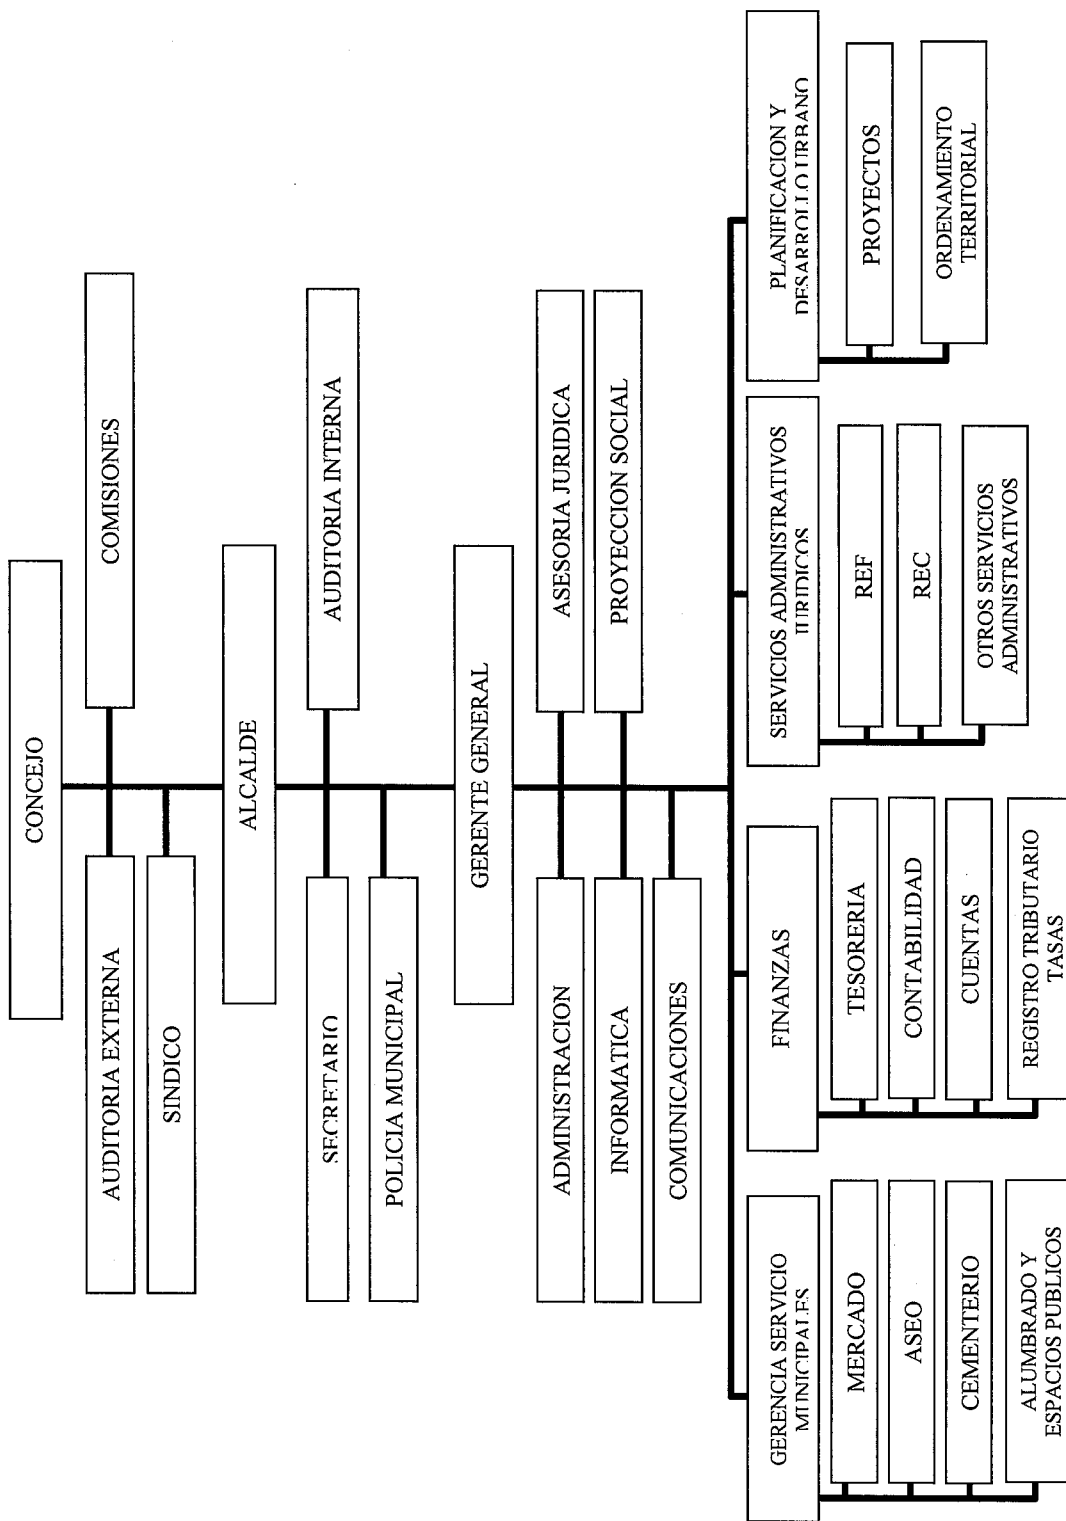 CONCEJO
AUDITORIA EXTERNA
COMISIONES
SINDICO
ALCALDE
SECRETARIO
AUDITORIA INTERNA
POLICIA MUNICIPAL
GERENTE GENERAL
ADMINISTRACION
ASESORIA JURIDICA
INFORMATICA
PROYECCION SOCIAL
COMUNICACIONES
GERENCIA SERVICIO
MUNICIPALES
MERCADO
ASEO
CEMENTERIO
ALUMBRADO Y
ESPACIOS PUBLICOS
FINANZAS
TESORERIA
CONTABILIDAD
CUENTAS
REGISTRO TRIBUTARIO
TASAS
SERVICIOS ADMINISTRATIVOS
JURIDICOS
REF
REC
OTROS SERVICIOS
ADMINISTRATIVOS
PLANIFICACION Y
DESARROLLO URBANO
PROYECTOS
ORDENAMIENTO
TERRITORIAL